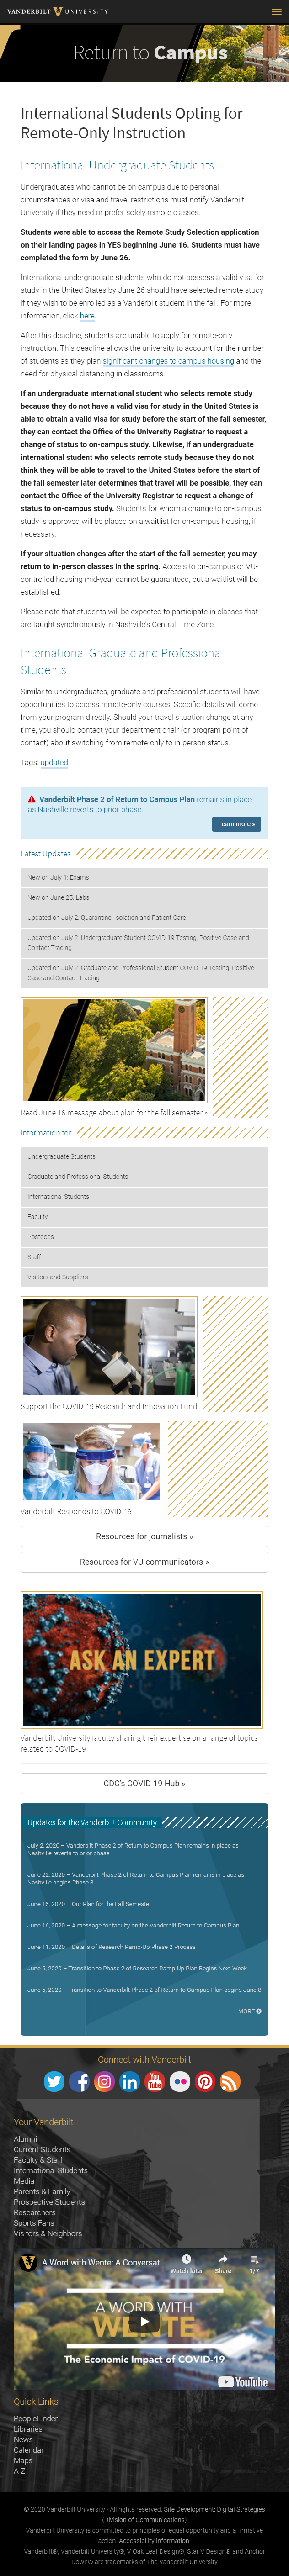 VANDERBILT V UNIVERSITY
Return to Campus
International Students Opting for
Remote-Only Instruction
International Undergraduate Students
Undergraduates who cannot be on campus due to personal
circumstances or visa and travel restrictions must notify Vanderbilt
University if they need or prefer solely remote classes.
Students were able to access the Remote Study Selection application
on their landing pages in YES beginning June 16. Students must have
completed the form by June 26.
International undergraduate students who do not possess a valid visa for
study in the United States by June 26 should have selected remote study
if they wish to be enrolled as a Vanderbilt student in the fall. For more
information, click here.
After this deadline, students are unable to apply for remote-only
instruction. This deadline allows the university to account for the number
of students as they plan significant changes to campus housing and the
need for physical distancing in classrooms.
If an undergraduate international student who selects remote study
because they do not have a valid visa for study in the United States is
able to obtain a valid visa for study before the start of the fall semester,
they can contact the Office of the University Registrar to request a
change of status to on-campus study. Likewise, if an undergraduate
international student who selects remote study because they do not
think they will be able to travel to the United States before the start of
the fall semester later determines that travel will be possible, they can
contact the Office of the University Registrar to request a change of
status to on-campus study. Students for whom a change to on-campus
study is approved will be placed on a waitlist for on-campus housing, if
necessary.
If your situation changes after the start of the fall semester, you may
return to in-person classes in the spring. Access to on-campus or VU-
controlled housing mid-year cannot be guaranteed, but a waitlist will be
established.
Please note that students will be expected to participate in classes that
are taught synchronously in Nashville's Central Time Zone.
International Graduate and Professional
Students
Similar to undergraduates, graduate and professional students will have
opportunities to access remote-only courses. Specific details will come
from your program directly. Should your travel situation change at any
time, you should contact your department chair (or program point of
contact) about switching from remote-only to in-person status.
Tags: updated
Vanderbilt Phase 2 of Return to Campus Plan remains in place
as Nashville reverts to prior phase.
Learn more »
Latest Updates
New on July 1: Exams
New on June 25: Labs
Updated on July 2: Quarantine, Isolation and Patient Care
Updated on July 2: Undergraduate Student COVID-19 Testing, Positive Case and
Contact Tracing
Updated on July 2: Graduate and Professional Student COVID-19 Testing, Positive
Case and Contact Tracing
Read June 16 message about plan for the fall semester »
Information for
Undergraduate Students
Graduate and Professional Students
International Students
Faculty
Postdocs
Staff
Visitors and Suppliers
Support the COVID-19 Research and Innovation Fund
Vanderbilt Responds to COVID-19
Resources for journalists »
Resources for VU communicators »
ASK AN EXPERT
Vanderbilt University faculty sharing their expertise on a range of topics
related to COVID-19
CDC's COVID-19 Hub »
Updates for the Vanderbilt Community
July 2, 2020 – Vanderbilt Phase 2 of Return to Campus Plan remains in place as
Nashville reverts to prior phase
June 22, 2020 – Vanderbilt Phase 2 of Return to Campus Plan remains in place as
Nashville begins Phase 3
June 16, 2020 – Our Plan for the Fall Semester
June 16, 2020 – A message for faculty on the Vanderbilt Return to Campus Plan
June 11, 2020 – Details of Research Ramp-Up Phase 2 Process
June 5, 2020 – Transition to Phase 2 of Research Ramp-Up Plan Begins Next Week
June 5, 2020 – Transition to Vanderbilt Phase 2 of Return to Campus Plan begins June 8
MORE
Connect with Vanderbilt
You Tube
Your Vanderbilt
Alumni
Current Students
Faculty & Staff
International Students
Media
Parents & Family
Prospective Students
Researchers
Sports Fans
Visitors & Neighbors
A Word with Wente: A Conversat...
Watch later
Share
1/7
A WORD WITH
WENTE
The Economic Impact of COVID-19
YouTube
Quick Links
PeopleFinder
Libraries
News
Calendar
Maps
A-Z
© 2020 Vanderbilt University · All rights reserved. Site Development: Digital Strategies
(Division of Communications)
Vanderbilt University is committed to principles of equal opportunity and affirmative
action. Accessibility information.
Vanderbilt®, Vanderbilt University®, V Oak Leaf Design®, Star V Design® and Anchor
Down® are trademarks of The Vanderbilt University